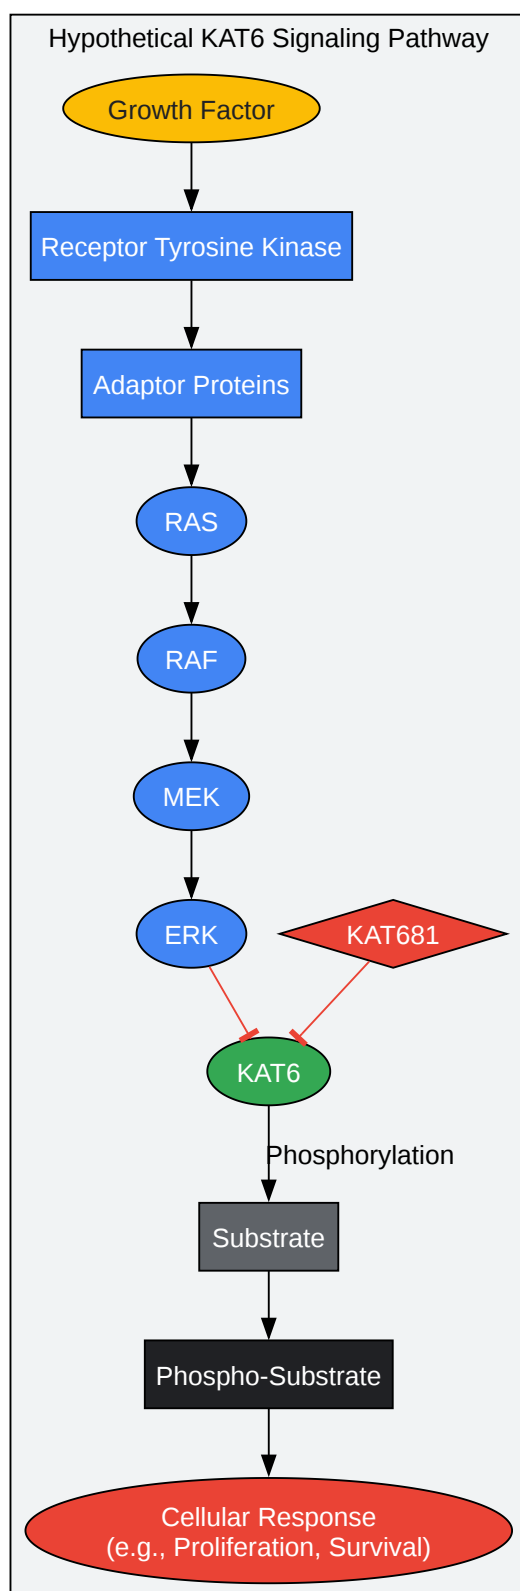 Hypothetical KAT6 Signaling Pathway
Growth Factor
Receptor Tyrosine Kinase
Adaptor Proteins
RAS
RAF
MEK
ERK
KAT681
KAT6
Phosphorylation
Substrate
Phospho-Substrate
Cellular Response
(e.g., Proliferation, Survival)